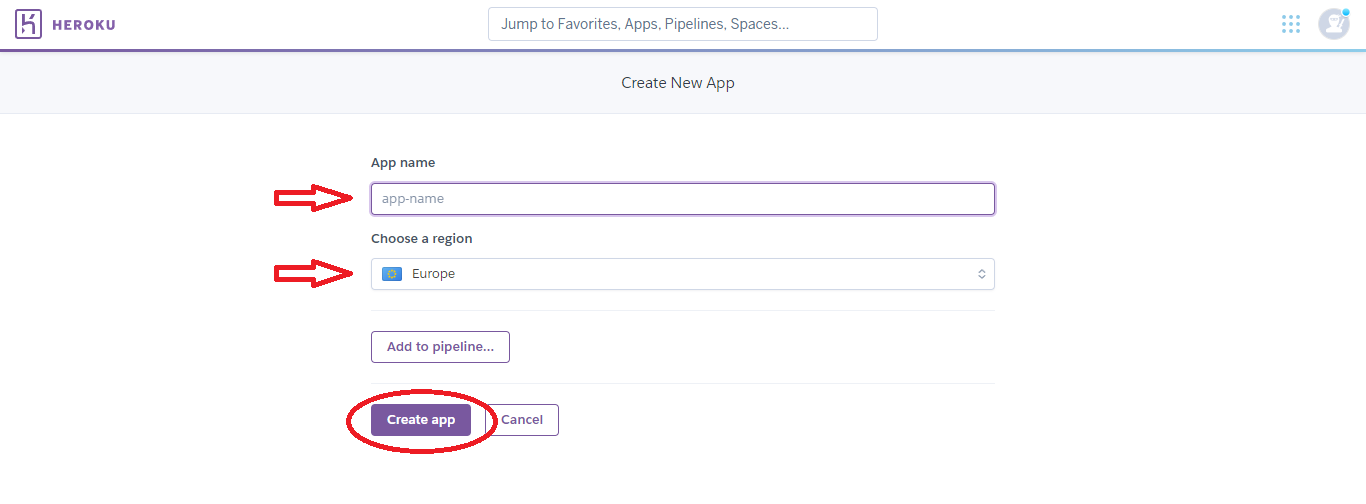 HEROKU
Jump to Favorites, Apps, Pipelines, Spaces...
Create New App
App name
app-name
Choose a region
Europe
Add to pipeline...
Create app Cancel